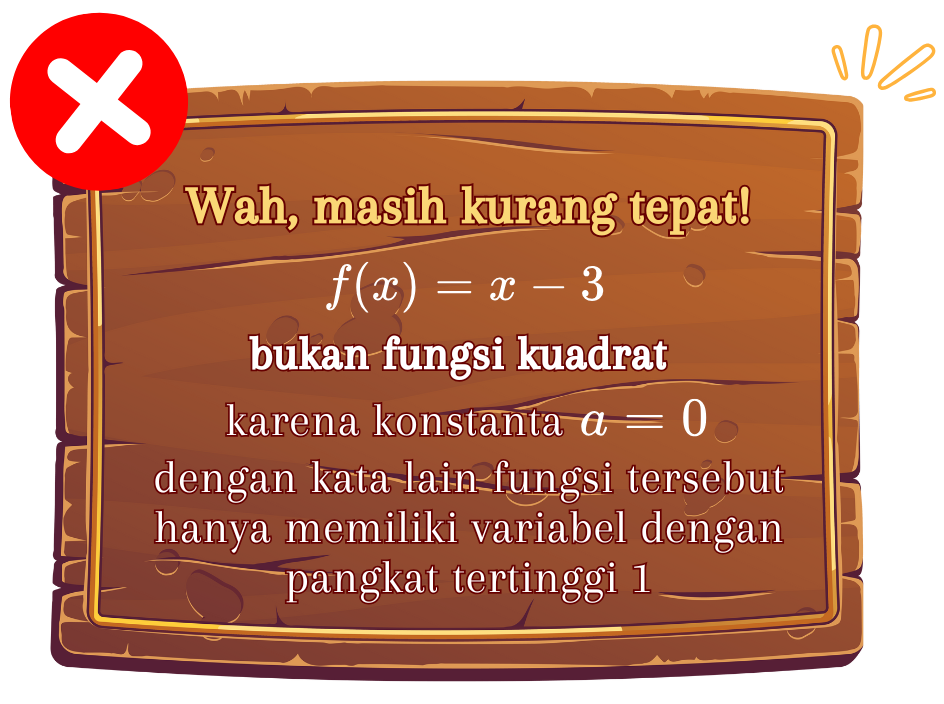 Wah, masih kurang tepat!
f(x) = x − 3
bukan fungsi kuadrat
karena konstanta a = 0
dengan kata lain fungsi tersebut
hanya memiliki variabel dengan
pangkat tertinggi 1